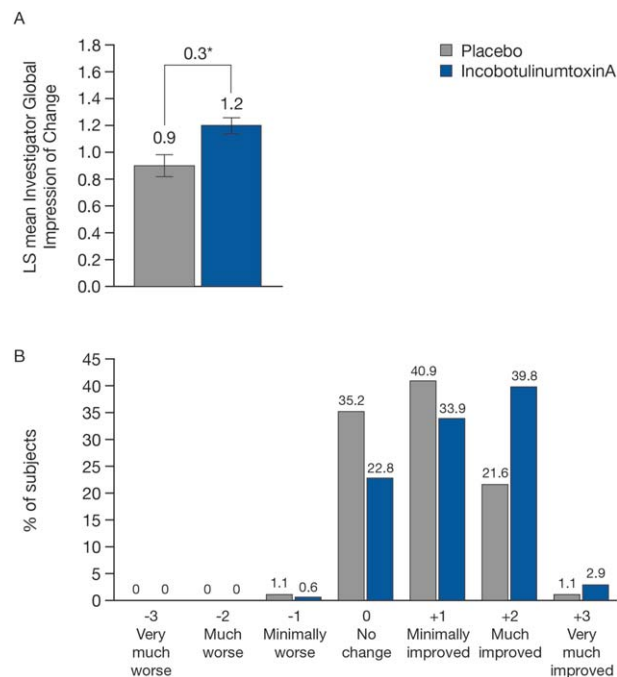 A
Placebo
IncobotulinumtoxinA
LS mean Investigator Global
Impression of Change
1.8
1.6
1.4
1.2
1.0
0.8
0.6
0.4
0.2
0.0
0.3*
0.9
1.2
B
% of subjects
45
40
35
30
25
20
15
10
5
0
0 0 0 0 1.1 0.6 35.2 22.8 40.9 33.9 21.6 39.8 1.1 2.9
-3 -2 -1 0 +1 +2 +3
Very Much Minimally No Minimally Much Very
much worse worse change improved improved much
worse improved